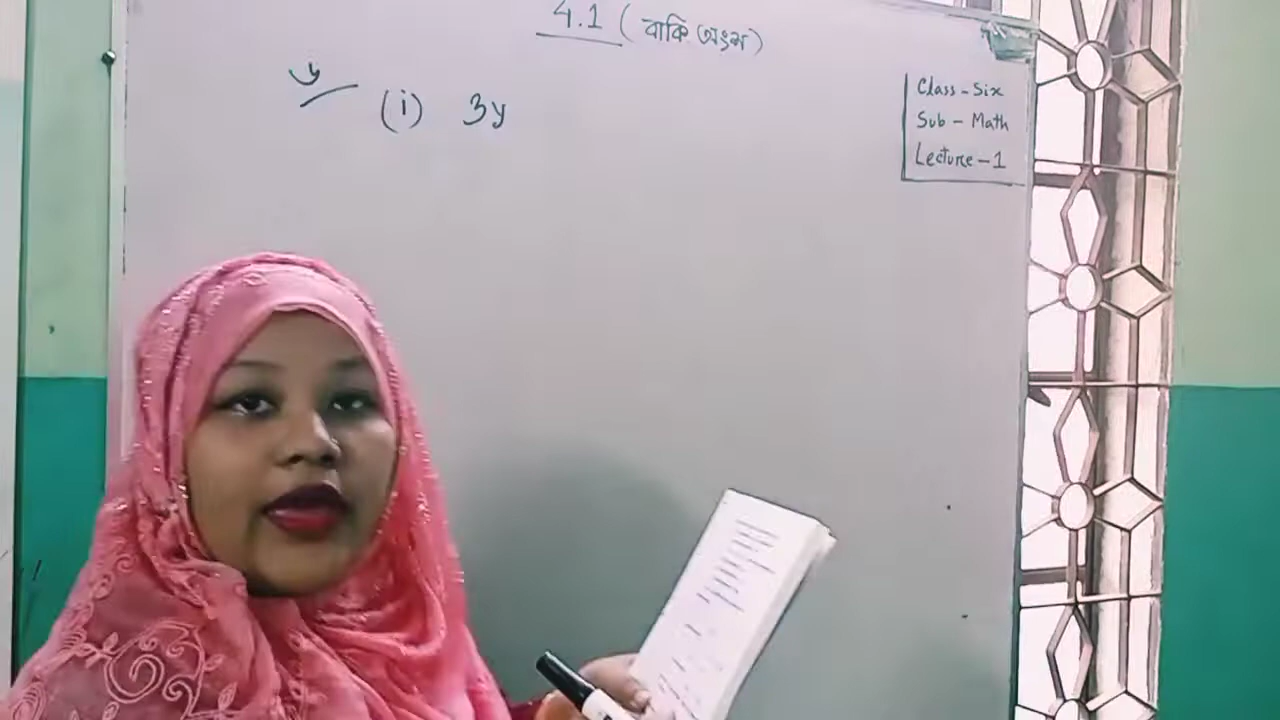 4.1 (বাকি অংশ)
৬
(i) 3y
Class - Six
Sub - Math
Lecture - 1